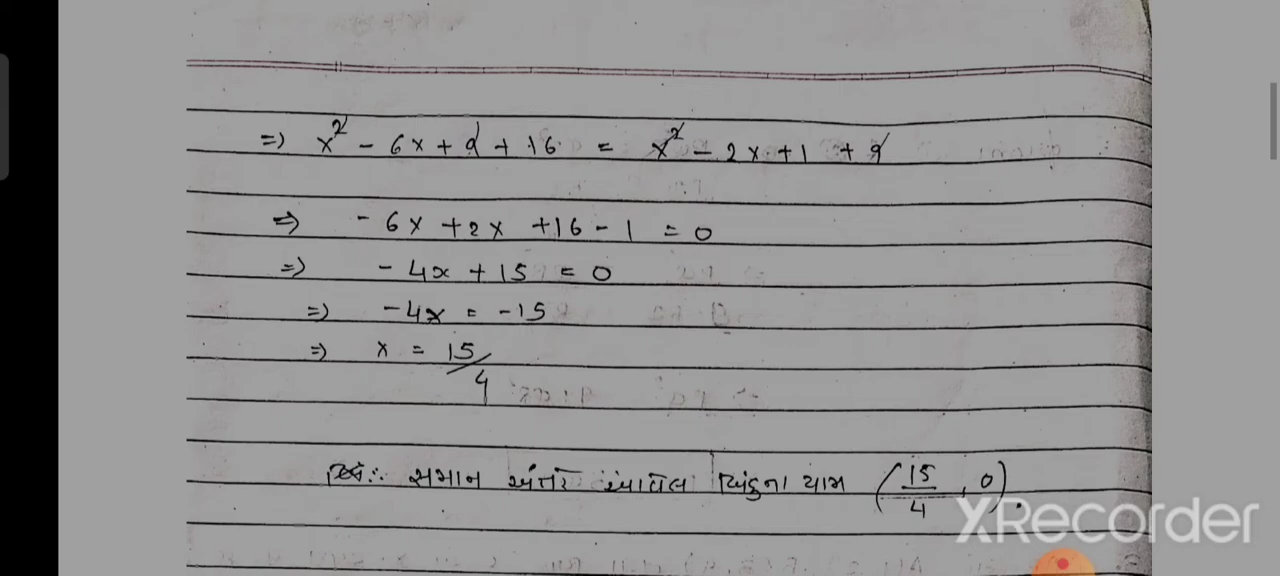 => x² - 6x + 9 + 16 = x² - 2x + 1 + 9
=> - 6x + 2x + 16 - 1 = 0
=> - 4x + 15 = 0
=> - 4x = -15
=> x = 15/4
∴ સમાન અંતરે આવેલ બિંદુના યામ (15/4, 0).
XRecorder